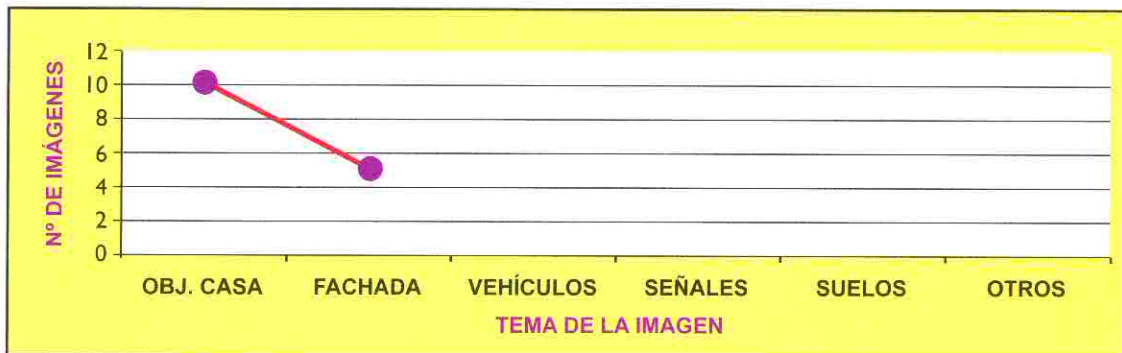 Nº DE IMÁGENES
12
10
8
6
4
2
0
OBJ. CASA FACHADA VEHÍCULOS SEÑALES SUELOS OTROS
TEMA DE LA IMAGEN